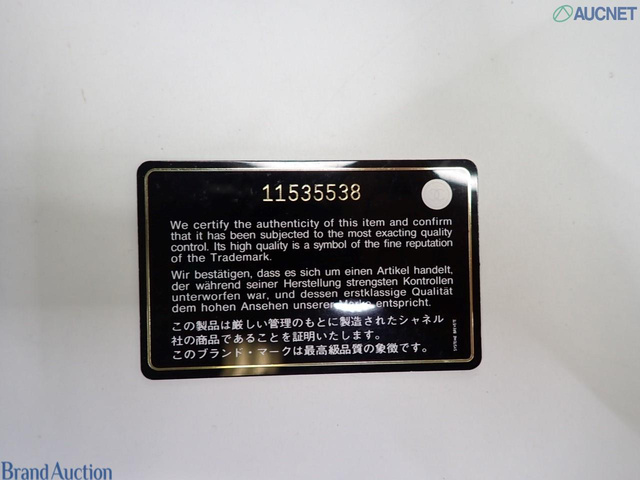 AUCNET
11535538
We certify the authenticity of this item and confirm
that it has been subjected to the most exacting quality
control. Its high quality is a symbol of the fine reputation
of the Trademark.
Wir bestätigen, dass es sich um einen Artikel handelt,
der während seiner Herstellung strengsten Kontrollen
unterworfen war, und dessen erstklassige Qualität
dem hohen Ansehen unserer Marke entspricht.
この製品は厳しい管理のもとに製造されたシャネル
社の商品であることを証明いたします。
このブランド・マークは最高級品質の象徴です。
Brand Auction